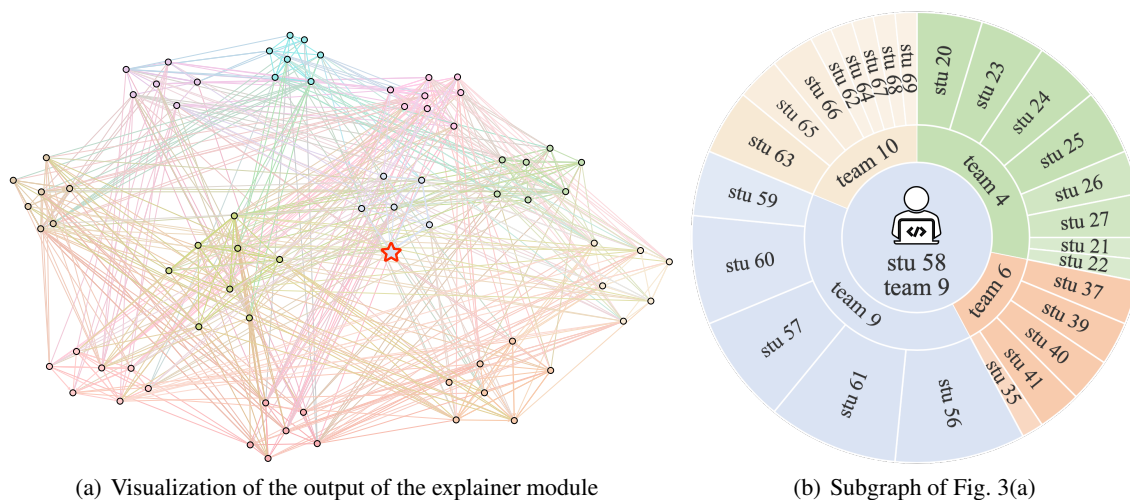 stu 20
stu 23
stu 24
stu 25
stu 26
stu 27
stu 21
stu 22
team 4
stu 37
stu 39
stu 40
stu 41
stu 35
team 6
stu 56
stu 61
stu 57
stu 60
stu 59
team 9
stu 63
stu 65
stu 66
stu 62
stu 64
stu 67
stu 68
stu 69
team 10
</>
stu 58
team 9
(a) Visualization of the output of the explainer module
(b) Subgraph of Fig. 3(a)